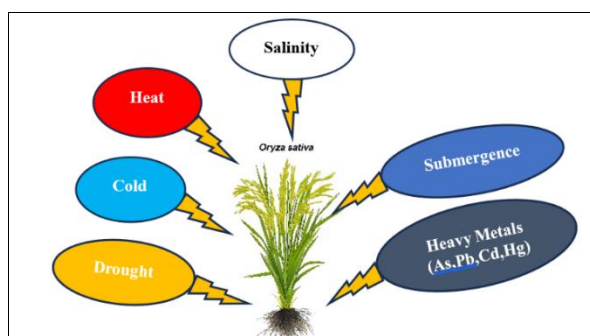 Salinity
Heat
Oryza sativa
Cold
Submergence
Drought
Heavy Metals
(As.Pb,Cd,Hg)